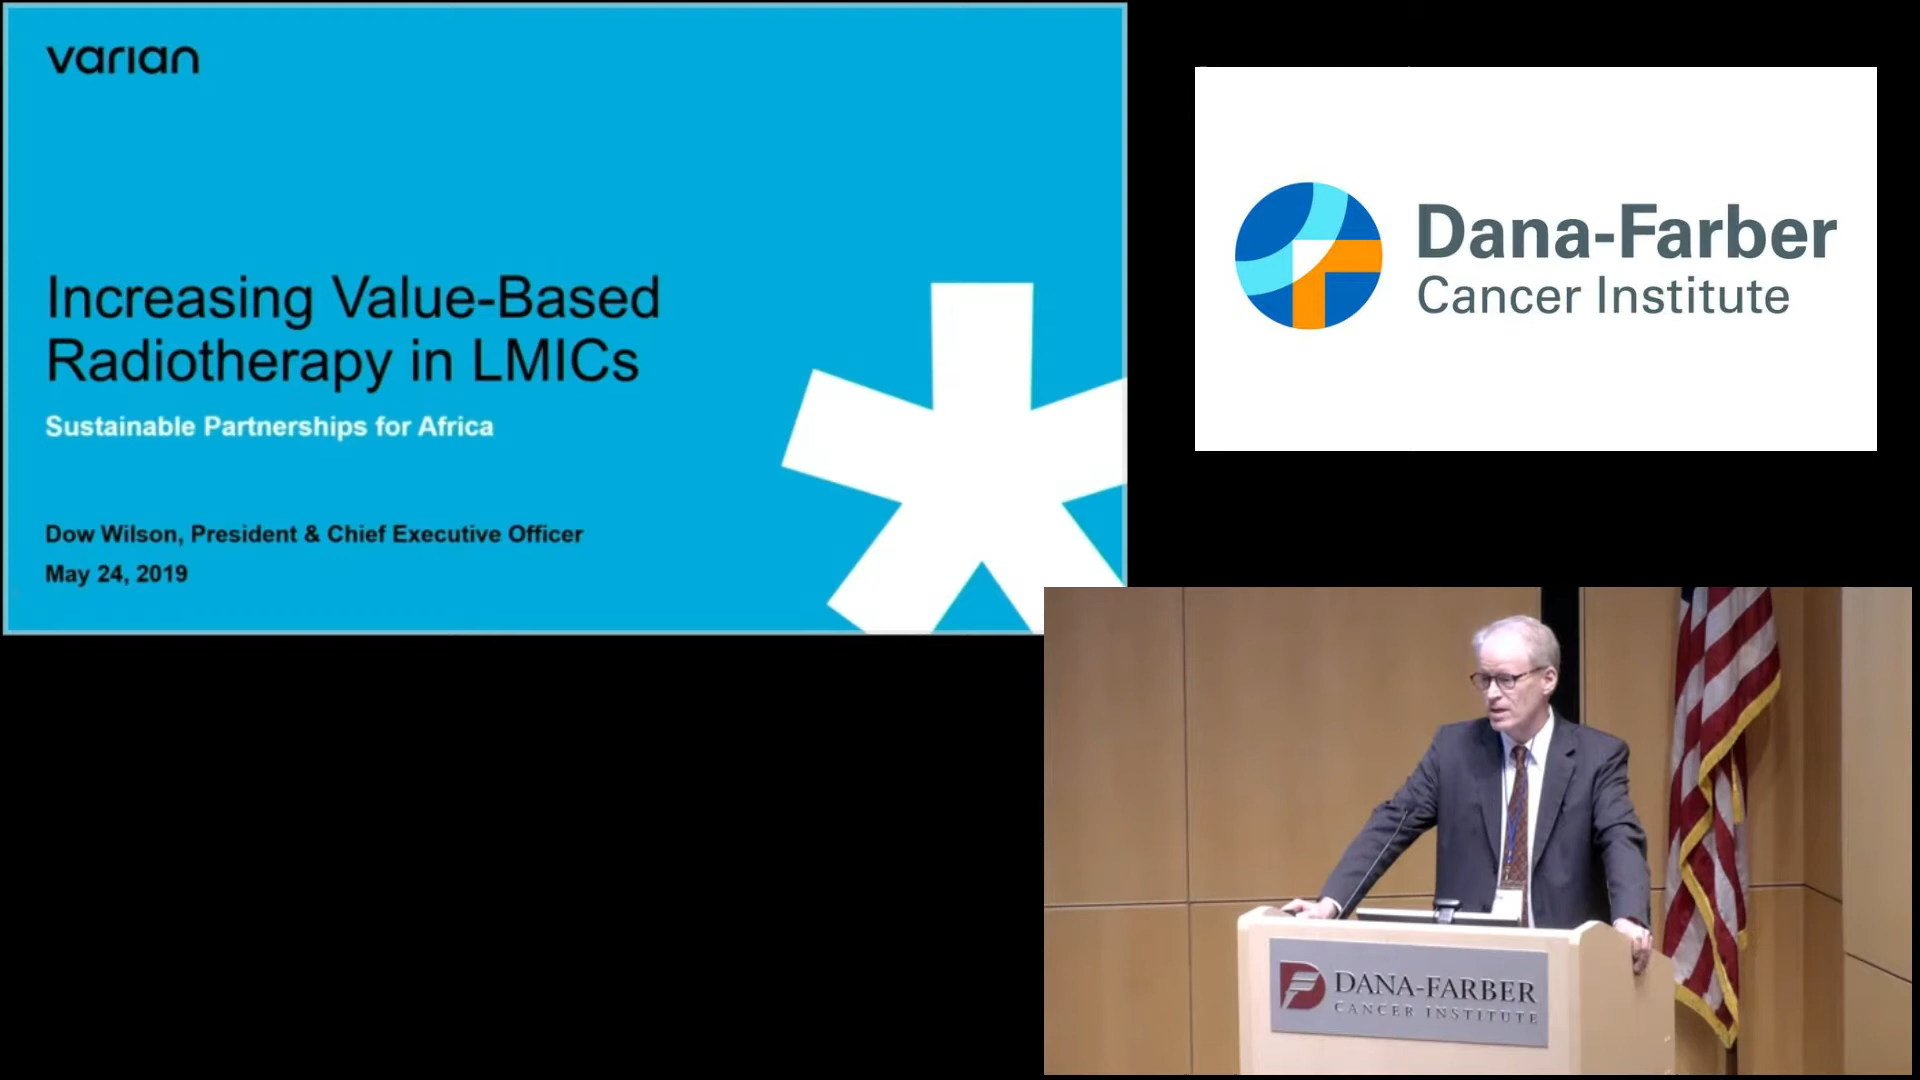 varian
Increasing Value-Based
Radiotherapy in LMICs
Sustainable Partnerships for Africa
Dow Wilson, President & Chief Executive Officer
May 24, 2019
Dana-Farber
Cancer Institute
DANA-FARBER
CANCER INSTITUTE